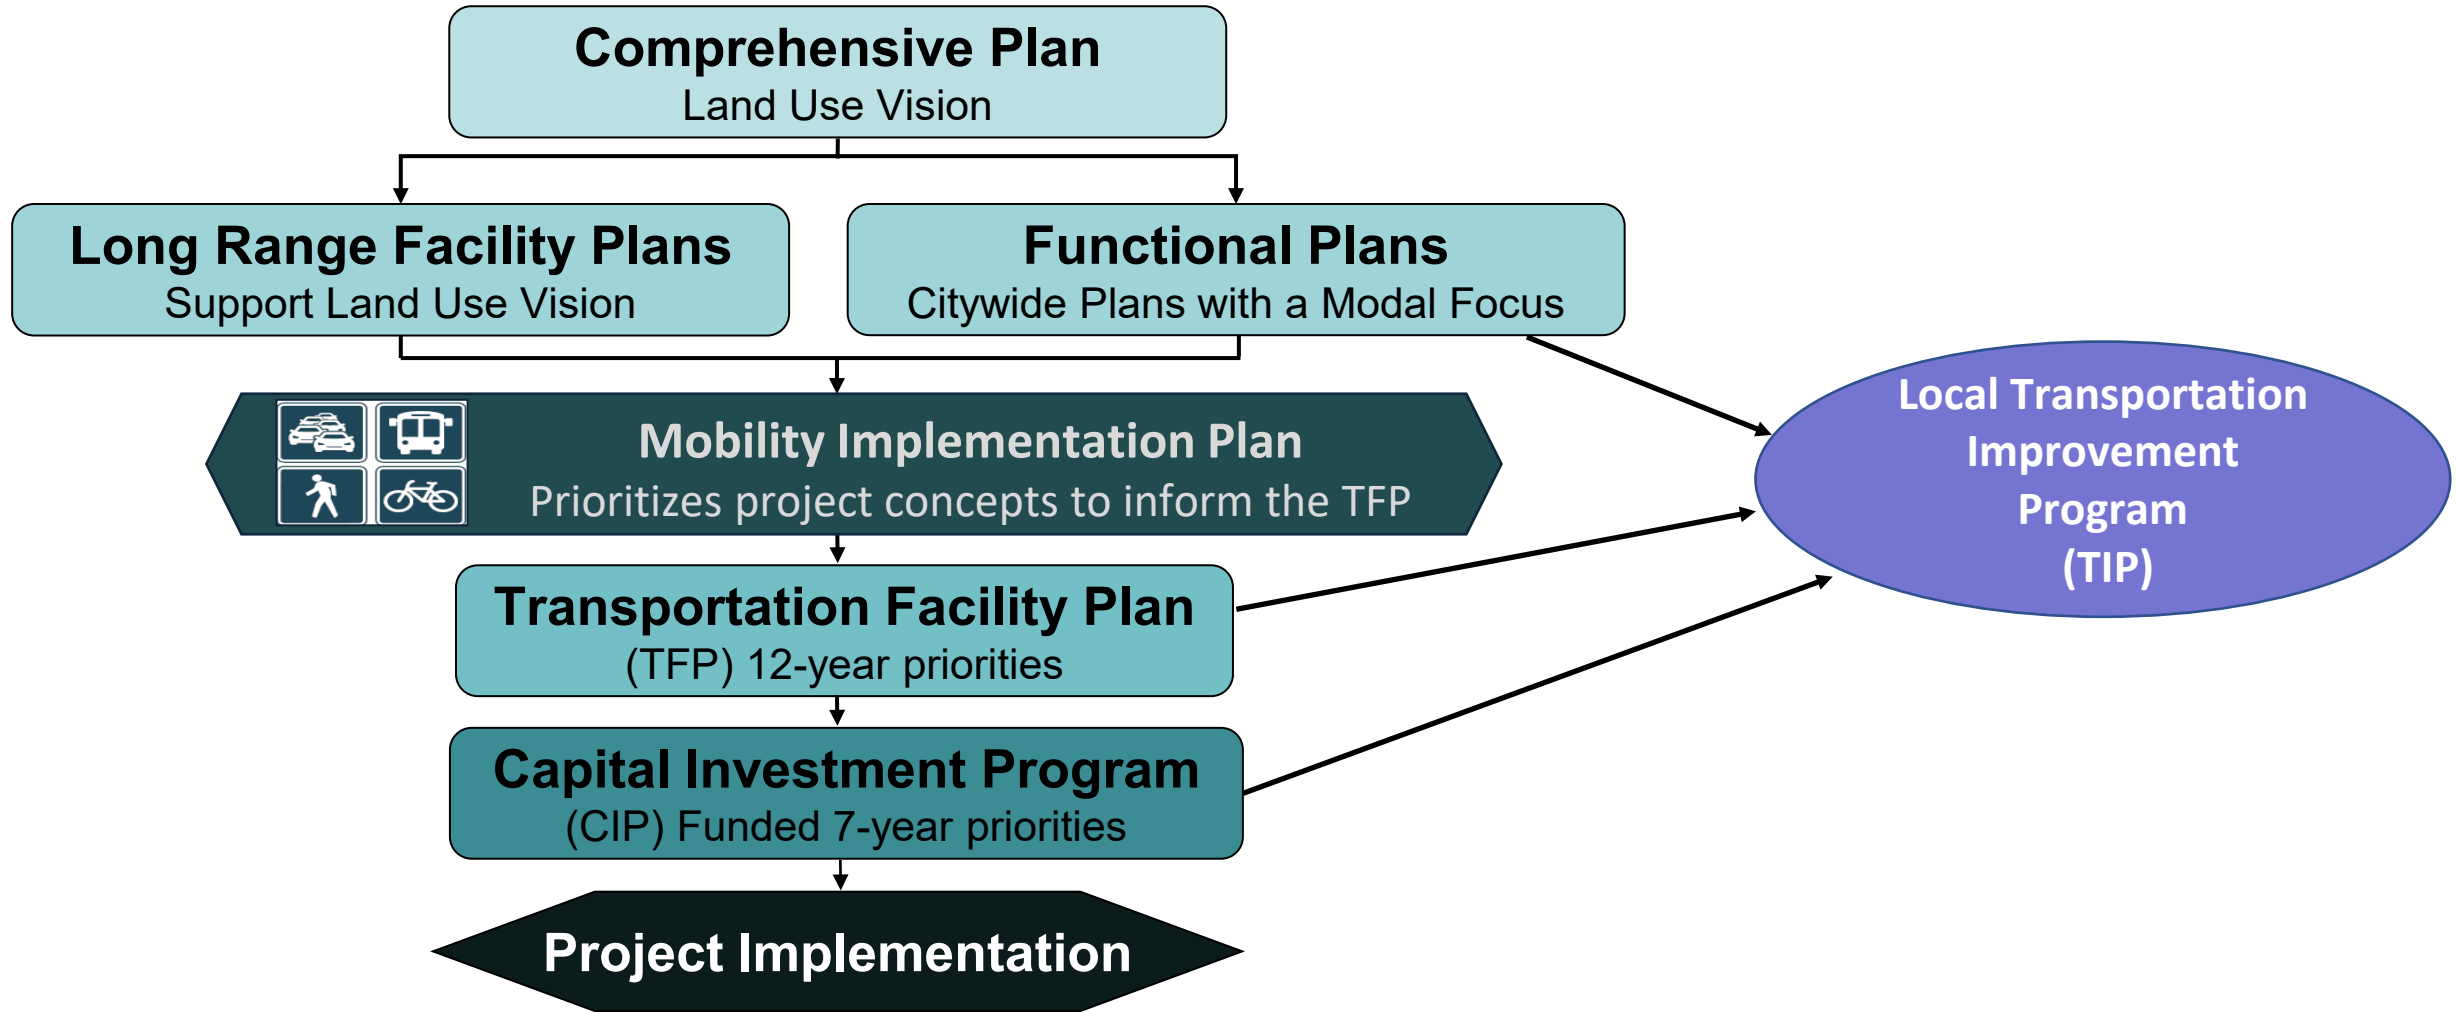 Comprehensive Plan
Land Use Vision
Long Range Facility Plans
Support Land Use Vision
Functional Plans
Citywide Plans with a Modal Focus
Mobility Implementation Plan
Prioritizes project concepts to inform the TFP
Local Transportation
Improvement
Program
(TIP)
Transportation Facility Plan
(TFP) 12-year priorities
Capital Investment Program
(CIP) Funded 7-year priorities
Project Implementation